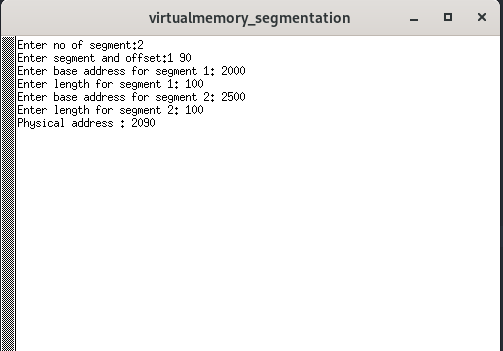 virtualmemory_segmentation
Enter no of segment:2
Enter segment and offset:1 90
Enter base address for segment 1: 2000
Enter length for segment 1: 100
Enter base address for segment 2: 2500
Enter length for segment 2: 100
Physical address : 2090